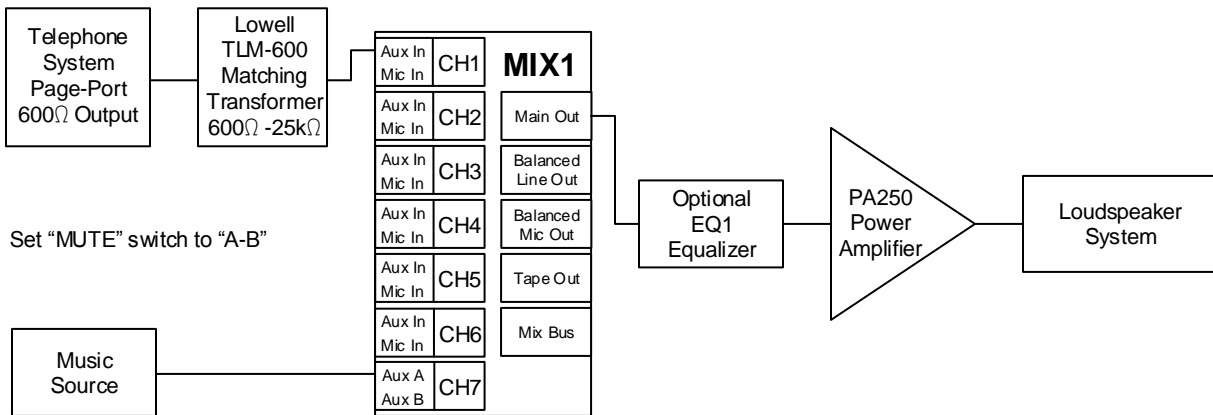 Telephone
System
Page-Port
600Ω Output
Lowell
TLM-600
Matching
Transformer
600Ω -25kΩ
MIX1
Aux In
Mic In
CH1
Aux In
Mic In
CH2
Main Out
Aux In
Mic In
CH3
Balanced
Line Out
Aux In
Mic In
CH4
Balanced
Mic Out
Aux In
Mic In
CH5
Tape Out
Aux In
Mic In
CH6
Mix Bus
Aux A
Aux B
CH7
Set “MUTE” switch to “A-B”
Music
Source
Optional
EQ1
Equalizer
PA250
Power
Amplifier
Loudspeaker
System